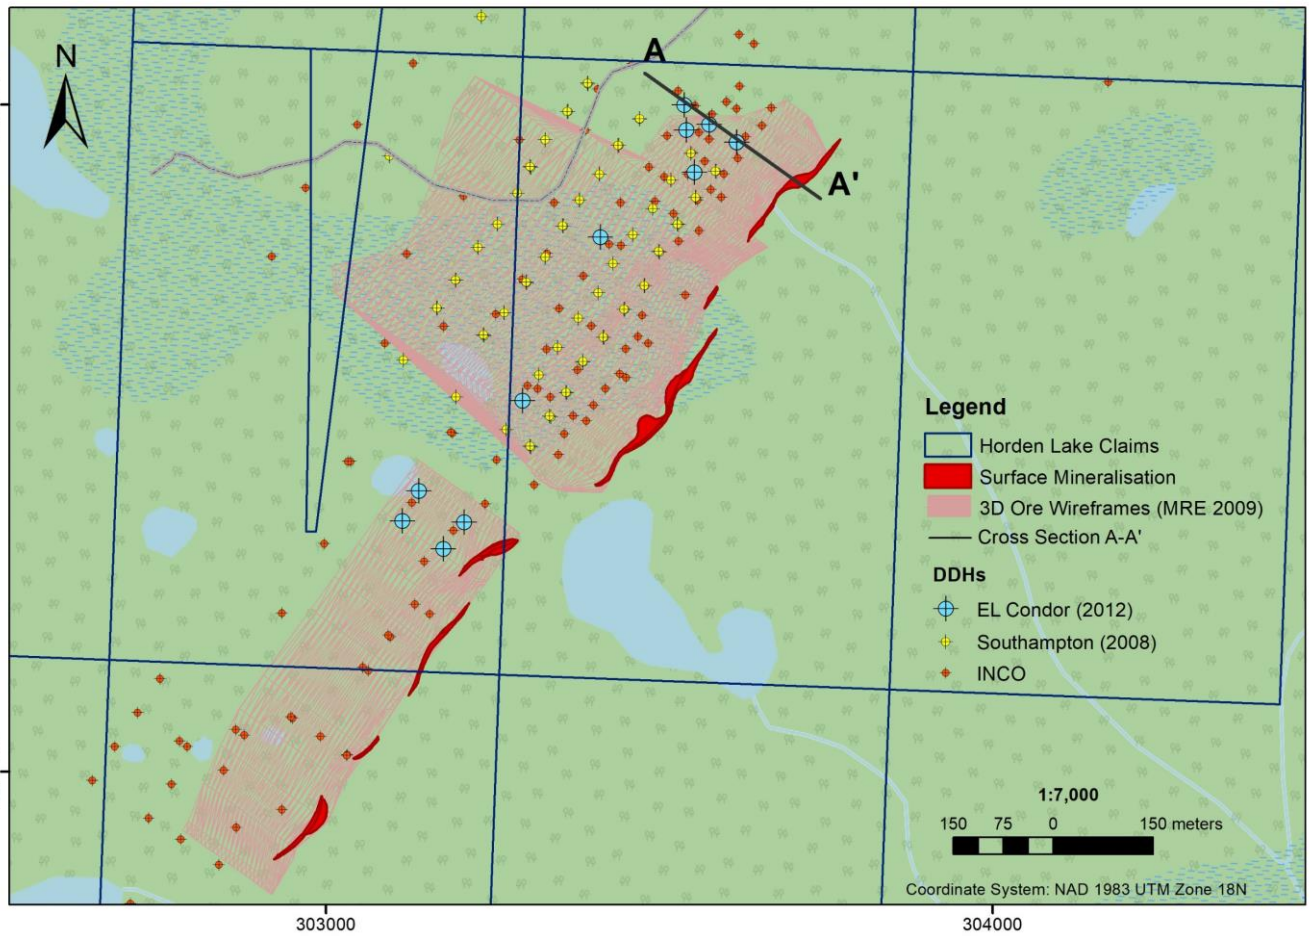 A
N
A'
Legend
Horden Lake Claims
Surface Mineralisation
3D Ore Wireframes (MRE 2009)
Cross Section A-A'
DDHs
EL Condor (2012)
Southampton (2008)
INCO
1:7,000
150 75 0 150 meters
Coordinate System: NAD 1983 UTM Zone 18N
303000 304000